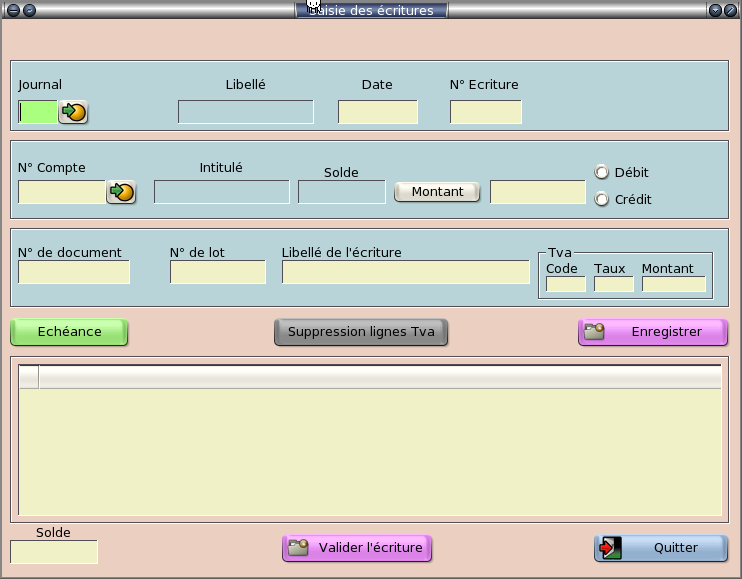 Saisie des écritures
Journal Libellé Date N° Ecriture
N° Compte Intitulé Solde Montant Débit
Crédit
N° de document N° de lot Libellé de l'écriture Tva
Code Taux Montant
Echéance Suppression lignes Tva Enregistrer
Solde
Valider l'écriture Quitter